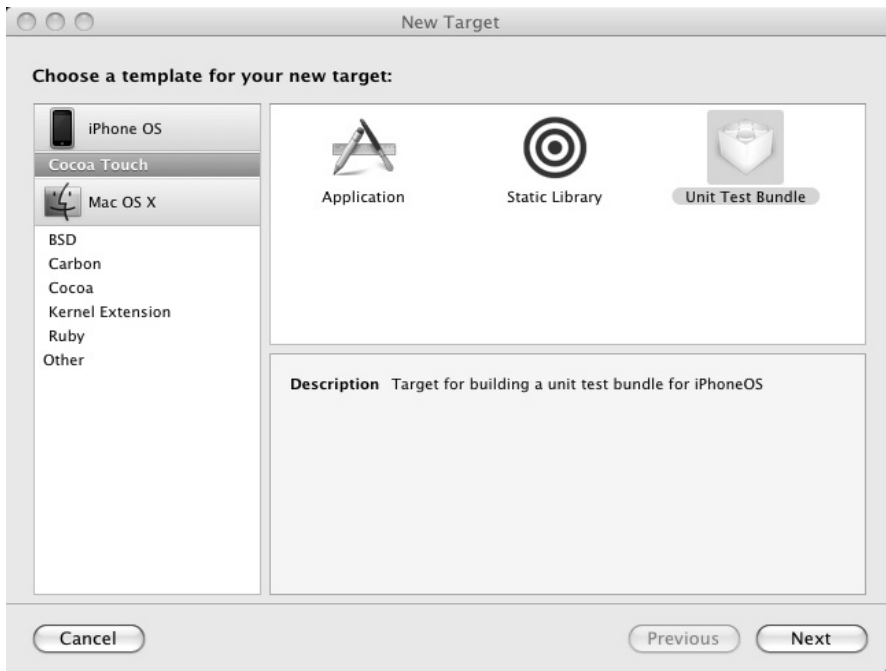 New Target
Choose a template for your new target:
iPhone OS
Cocoa Touch
Mac OS X
BSD
Carbon
Cocoa
Kernel Extension
Ruby
Other
Application
Static Library
Unit Test Bundle
Description Target for building a unit test bundle for iPhoneOS
Cancel
Previous
Next